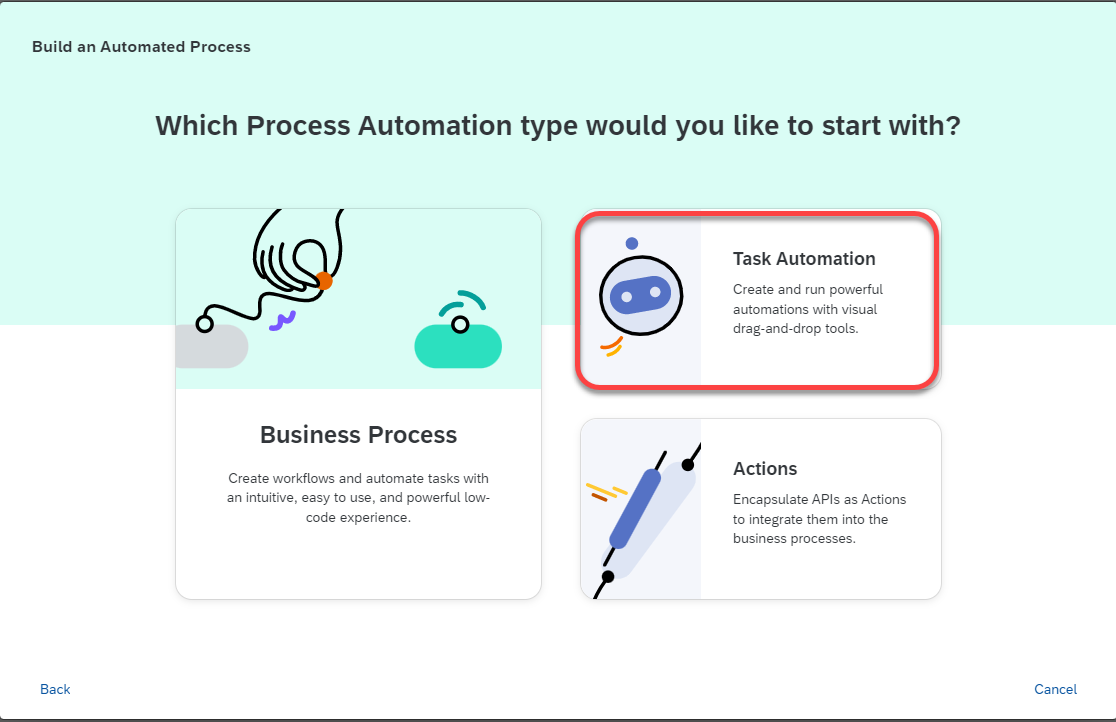 Build an Automated Process
Which Process Automation type would you like to start with?
Business Process
Create workflows and automate tasks with
an intuitive, easy to use, and powerful low-
code experience.
Task Automation
Create and run powerful
automations with visual
drag-and-drop tools.
Actions
Encapsulate APIs as Actions
to integrate them into the
business processes.
Back
Cancel